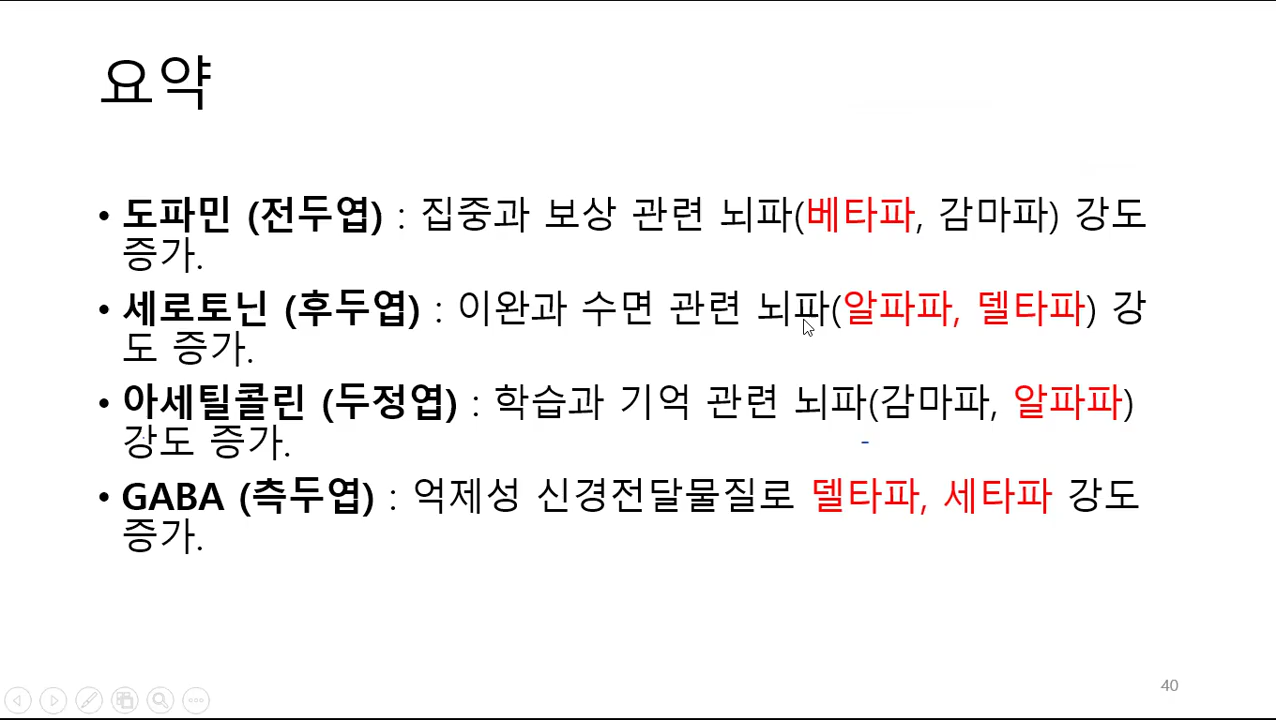 요약
• 도파민 (전두엽) : 집중과 보상 관련 뇌파(베타파, 감마파) 강도
증가.
• 세로토닌 (후두엽) : 이완과 수면 관련 뇌파(알파파, 델타파) 강
도 증가.
• 아세틸콜린 (두정엽) : 학습과 기억 관련 뇌파(감마파, 알파파)
강도 증가.
• GABA (측두엽) : 억제성 신경전달물질로 델타파, 세타파 강도
증가.
40